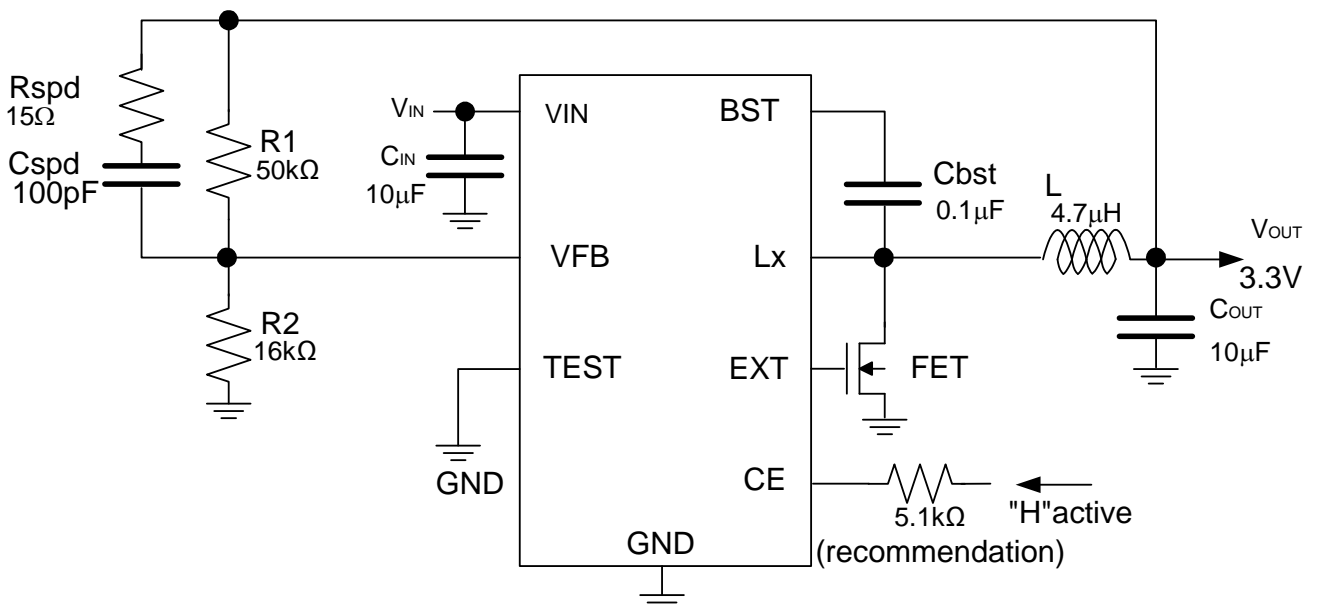 Rspd
15Ω
Cspd
100pF
R1
50kΩ
R2
16kΩ
VIN
CIN
10μF
VIN
BST
VFB
Lx
TEST
EXT
CE
GND
GND
Cbst
0.1μF
L
4.7μH
VOUT
3.3V
COUT
10μF
FET
5.1kΩ
"H"active
(recommendation)